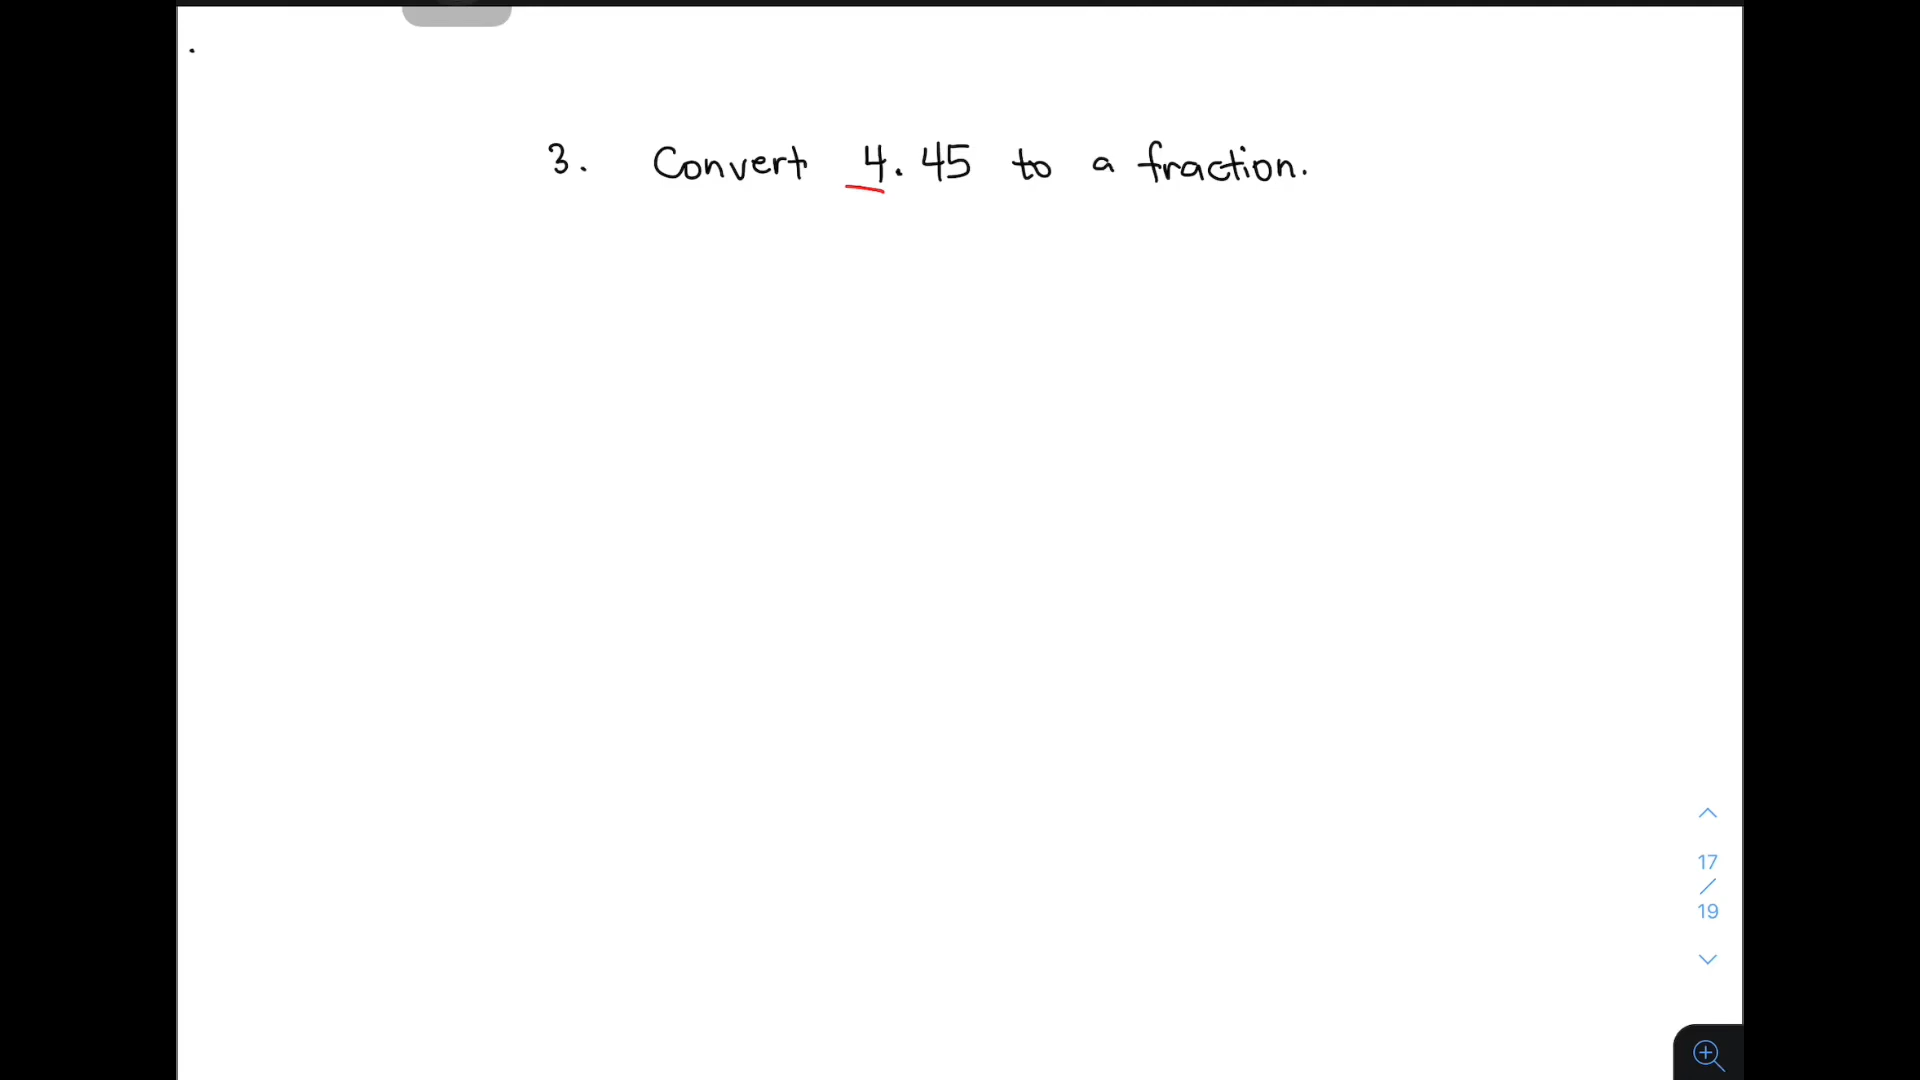 3. Convert 4.45 to a fraction.
17
/
19